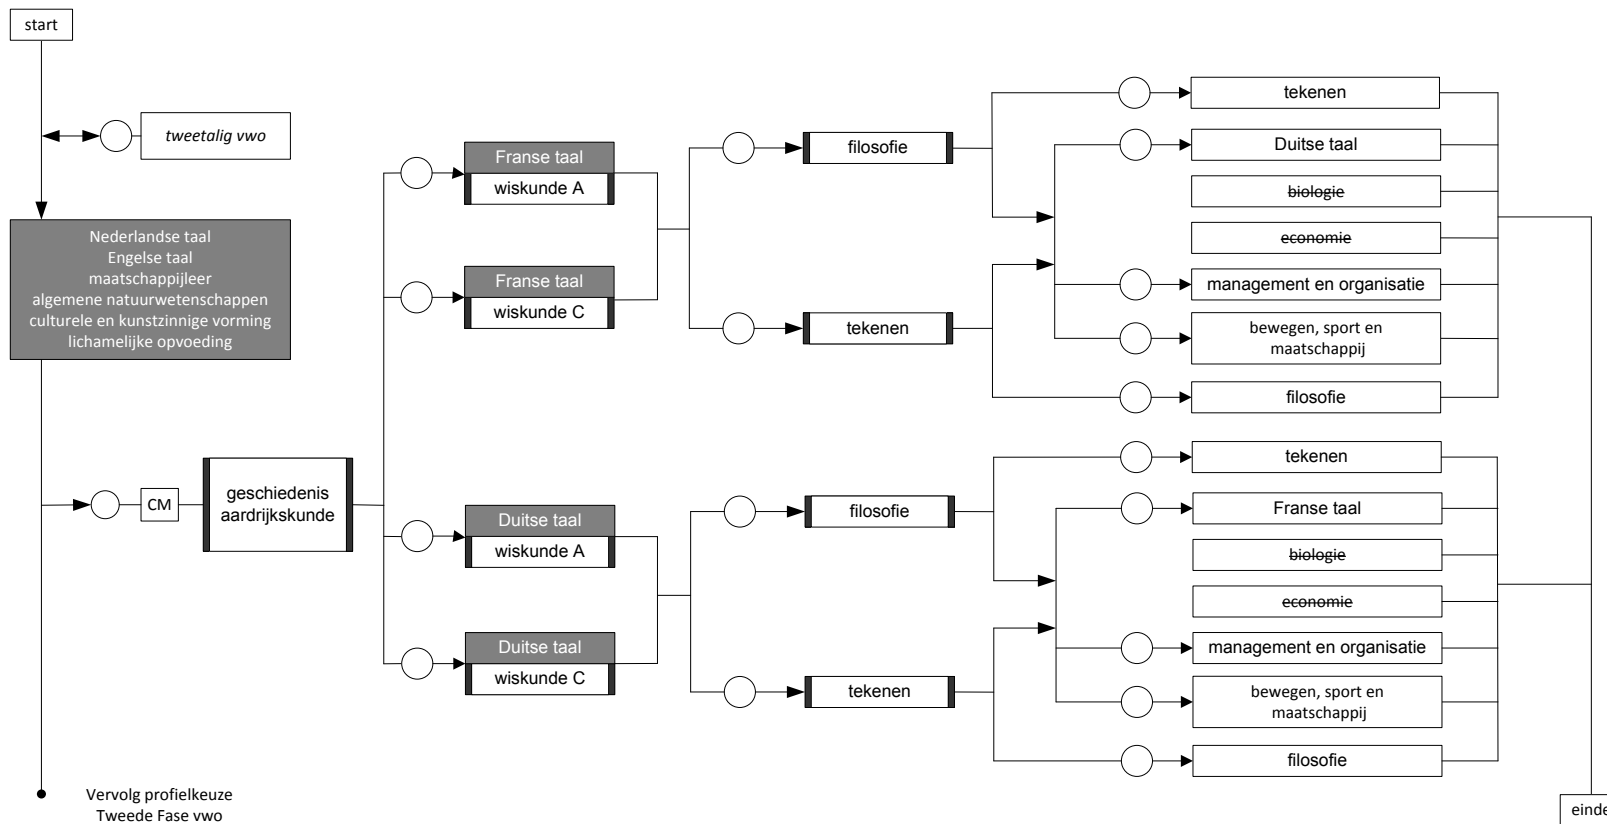 start
tweetalig vwo
Nederlandse taal
Engelse taal
maatschappijleer
algemene natuurwetenschappen
culturele en kunstzinnige vorming
lichamelijke opvoeding
CM
geschiedenis
aardrijkskunde
Franse taal
wiskunde A
Franse taal
wiskunde C
Duitse taal
wiskunde A
Duitse taal
wiskunde C
filosofie
tekenen
filosofie
tekenen
tekenen
Duitse taal
biologie
economie
management en organisatie
bewegen, sport en
maatschappij
filosofie
tekenen
Franse taal
biologie
economie
management en organisatie
bewegen, sport en
maatschappij
filosofie
Vervolg profielkeuze
Tweede Fase vwo
einde